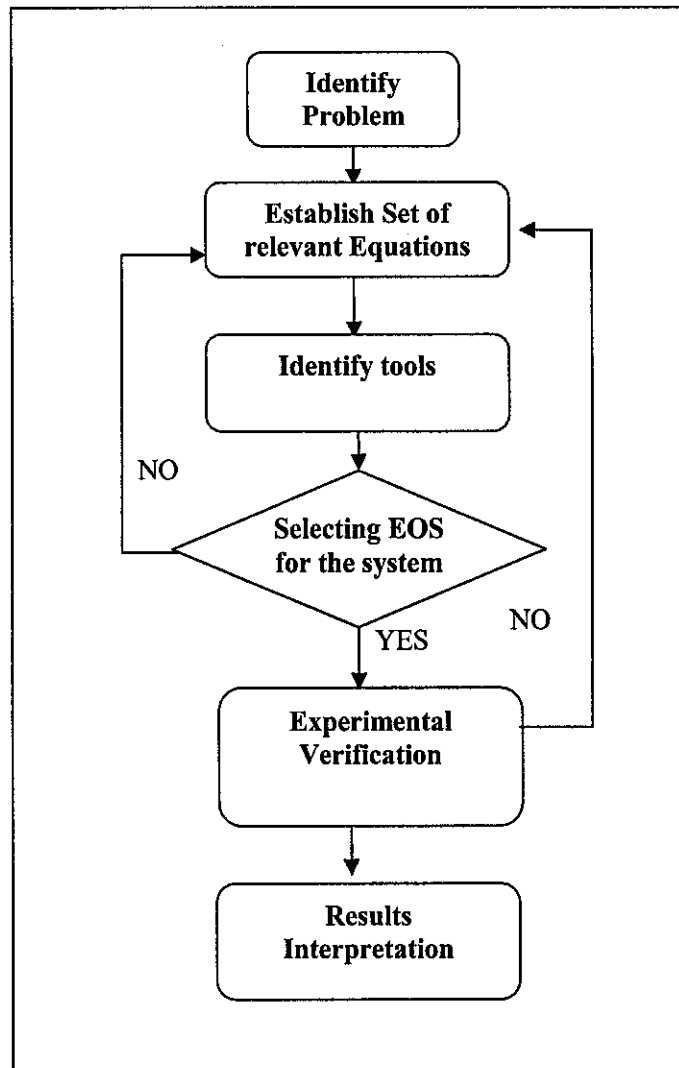 Identify
Problem
Establish Set of
relevant Equations
Identify tools
NO
Selecting EOS
for the system
YES
NO
Experimental
Verification
Results
Interpretation